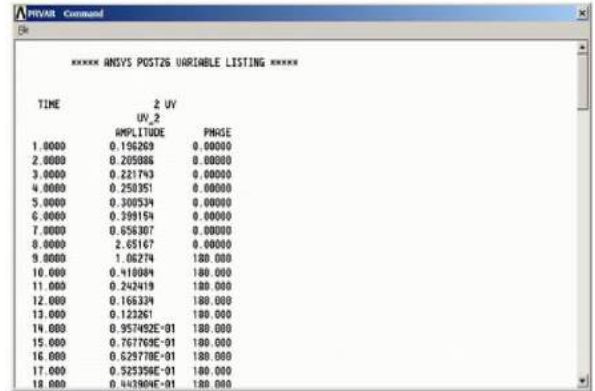 PRVAR Command
File
***** ANSYS POST26 VARIABLE LISTING *****
TIME 2 UY
UY_2
AMPLITUDE PHASE
1.0000 0.196269 0.00000
2.0000 0.205086 0.00000
3.0000 0.221743 0.00000
4.0000 0.250351 0.00000
5.0000 0.300534 0.00000
6.0000 0.399154 0.00000
7.0000 0.656307 0.00000
8.0000 2.65167 0.00000
9.0000 1.06274 180.000
10.000 0.410084 180.000
11.000 0.242419 180.000
12.000 0.166334 180.000
13.000 0.123261 180.000
14.000 0.957492E-01 180.000
15.000 0.767769E-01 180.000
16.000 0.629770E-01 180.000
17.000 0.525356E-01 180.000
18.000 0.443904E-01 180.000